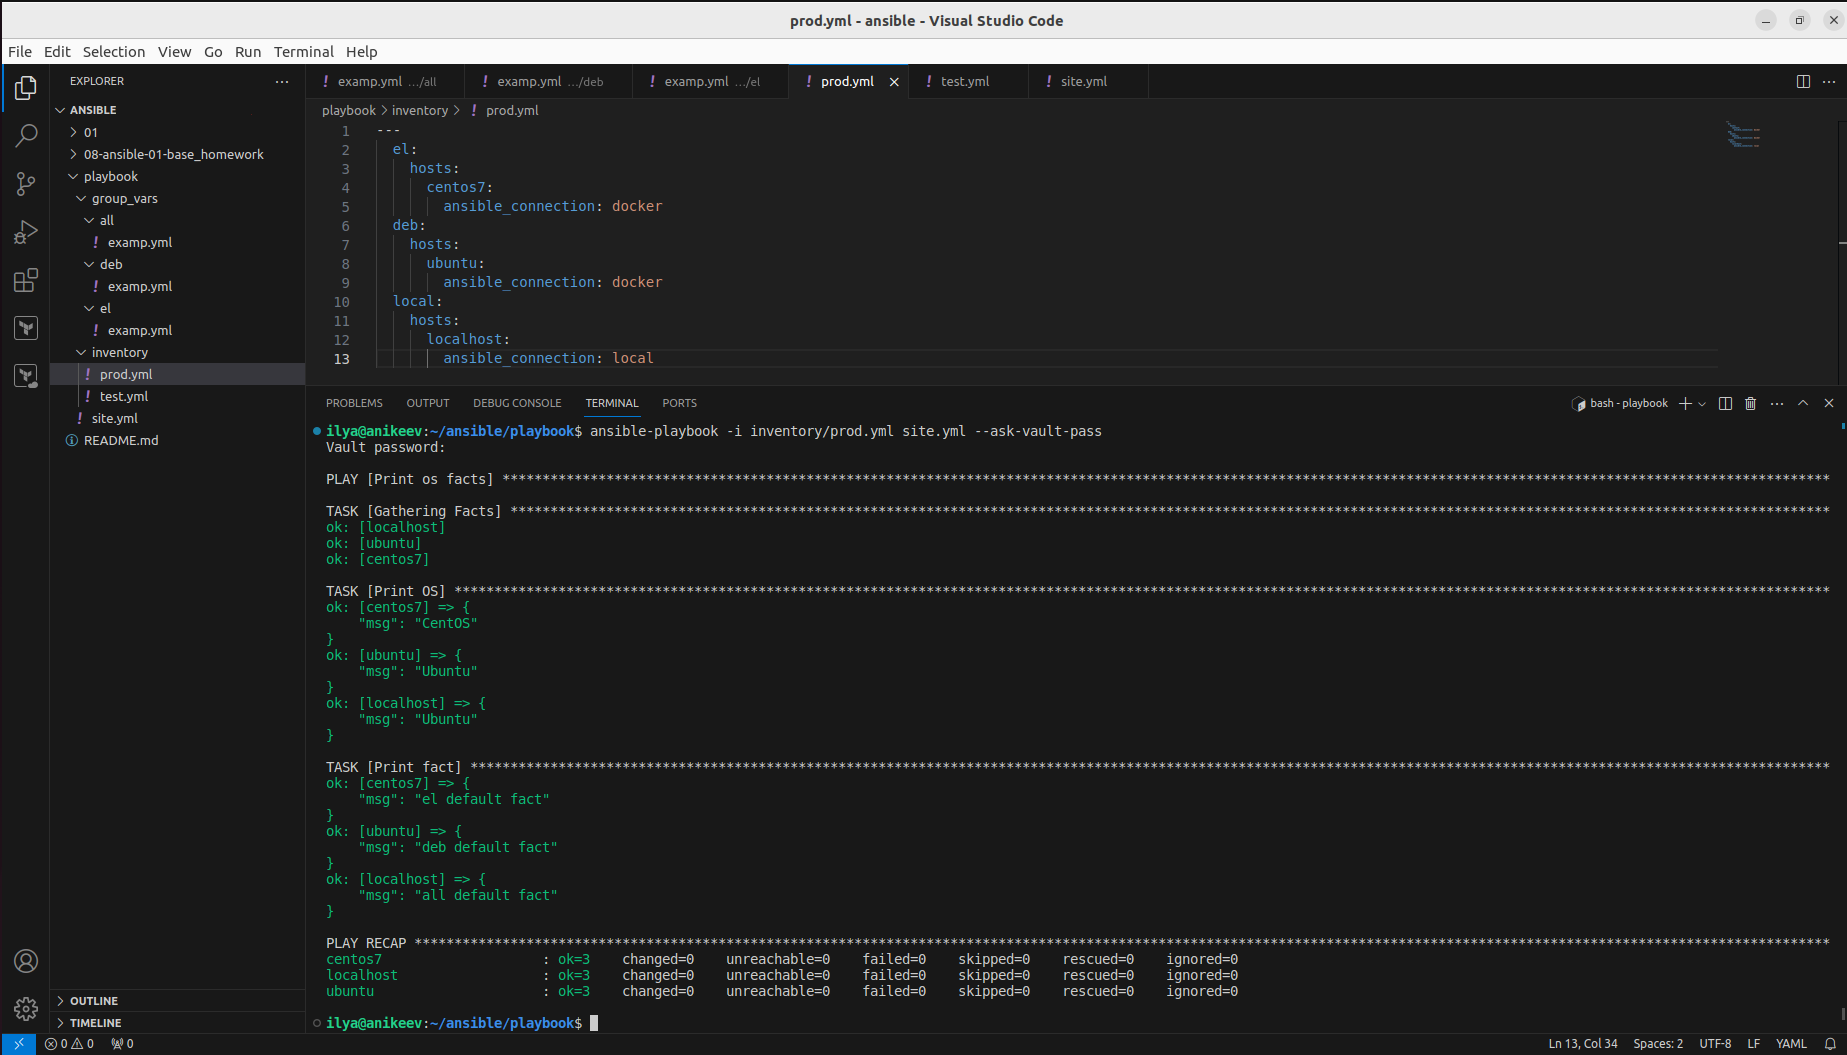 prod.yml - ansible - Visual Studio Code
File Edit Selection View Go Run Terminal Help
EXPLORER
ANSIBLE
01
08-ansible-01-base_homework
playbook
group_vars
all
! examp.yml
deb
! examp.yml
el
! examp.yml
inventory
! prod.yml
! test.yml
! site.yml
README.md
OUTLINE
TIMELINE
! examp.yml .../all ! examp.yml .../deb ! examp.yml .../el ! prod.yml ! test.yml ! site.yml
playbook > inventory > ! prod.yml
1 ---
2 el:
3 hosts:
4 centos7:
5 ansible_connection: docker
6 deb:
7 hosts:
8 ubuntu:
9 ansible_connection: docker
10 local:
11 hosts:
12 localhost:
13 ansible_connection: local
PROBLEMS OUTPUT DEBUG CONSOLE TERMINAL PORTS bash - playbook
ilya@anikeev:~/ansible/playbook$ ansible-playbook -i inventory/prod.yml site.yml --ask-vault-pass
Vault password:
PLAY [Print os facts] ************************************************************
TASK [Gathering Facts] ************************************************************
ok: [localhost]
ok: [ubuntu]
ok: [centos7]
TASK [Print OS] ************************************************************
ok: [centos7] => {
"msg": "CentOS"
}
ok: [ubuntu] => {
"msg": "Ubuntu"
}
ok: [localhost] => {
"msg": "Ubuntu"
}
TASK [Print fact] ************************************************************
ok: [centos7] => {
"msg": "el default fact"
}
ok: [ubuntu] => {
"msg": "deb default fact"
}
ok: [localhost] => {
"msg": "all default fact"
}
PLAY RECAP ************************************************************
centos7 : ok=3 changed=0 unreachable=0 failed=0 skipped=0 rescued=0 ignored=0
localhost : ok=3 changed=0 unreachable=0 failed=0 skipped=0 rescued=0 ignored=0
ubuntu : ok=3 changed=0 unreachable=0 failed=0 skipped=0 rescued=0 ignored=0
ilya@anikeev:~/ansible/playbook$
0 0 0 Ln 13, Col 34 Spaces: 2 UTF-8 LF YAML